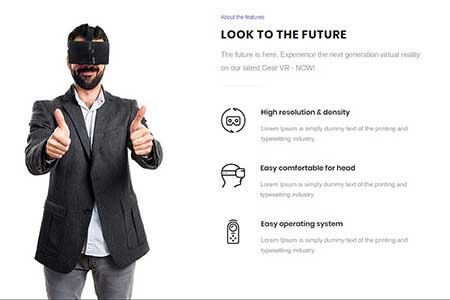 About the features
LOOK TO THE FUTURE
The future is here. Experience the next generation virtual reality
on our latest Gear VR - NOW!
High resolution & density
Lorem Ipsum is simply dummy text of the printing and
typesetting industry.
Easy comfortable for head
Lorem Ipsum is simply dummy text of the printing and
typesetting industry.
Easy operating system
Lorem Ipsum is simply dummy text of the printing and
typesetting industry.